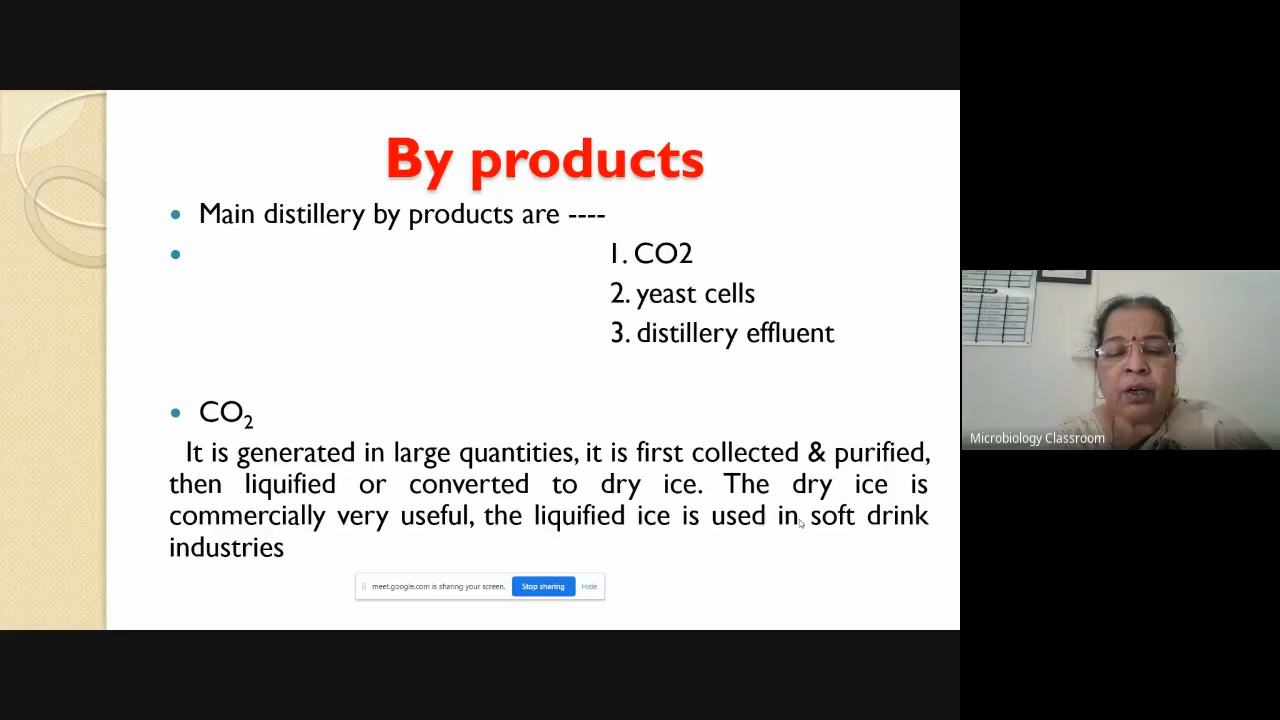 By products
Main distillery by products are ----
1. CO2
2. yeast cells
3. distillery effluent
CO2
It is generated in large quantities, it is first collected & purified,
then liquified or converted to dry ice. The dry ice is
commercially very useful, the liquified ice is used in soft drink
industries
meet.google.com is sharing your screen. Stop sharing Hide
Microbiology Classroom